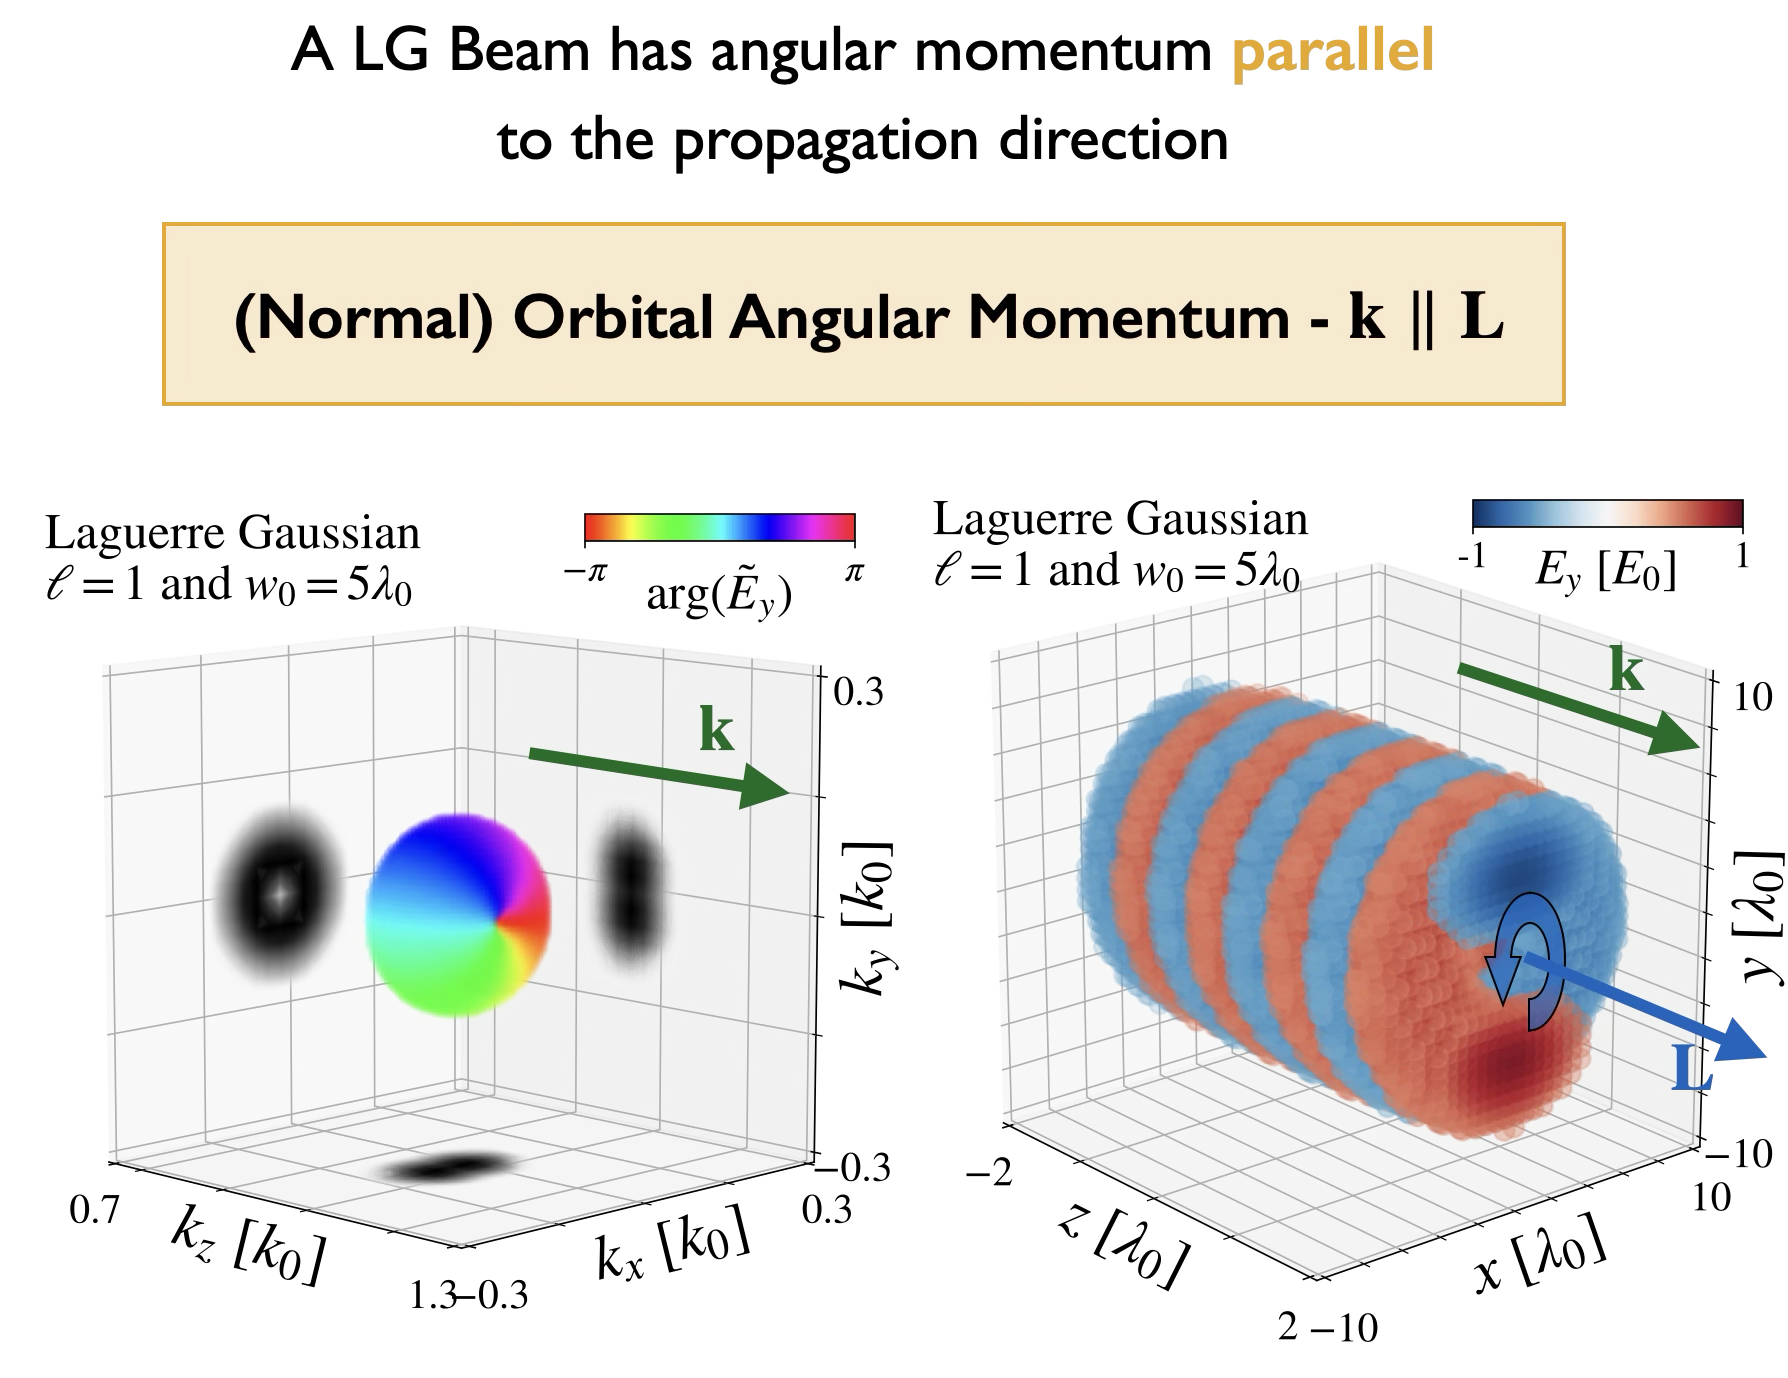 A LG Beam has angular momentum parallel
to the propagation direction
(Normal) Orbital Angular Momentum - k ∥ L
Laguerre Gaussian
ℓ = 1 and w₀ = 5λ₀
−π
π
arg(Ẽ_y)
k
0.3
k_y [k₀]
−0.3
0.7
k_z [k₀]
1.3
−0.3
k_x [k₀]
0.3
Laguerre Gaussian
ℓ = 1 and w₀ = 5λ₀
-1
1
E_y [E₀]
k
L
10
y [λ₀]
−10
−2
z [λ₀]
2
−10
x [λ₀]
10